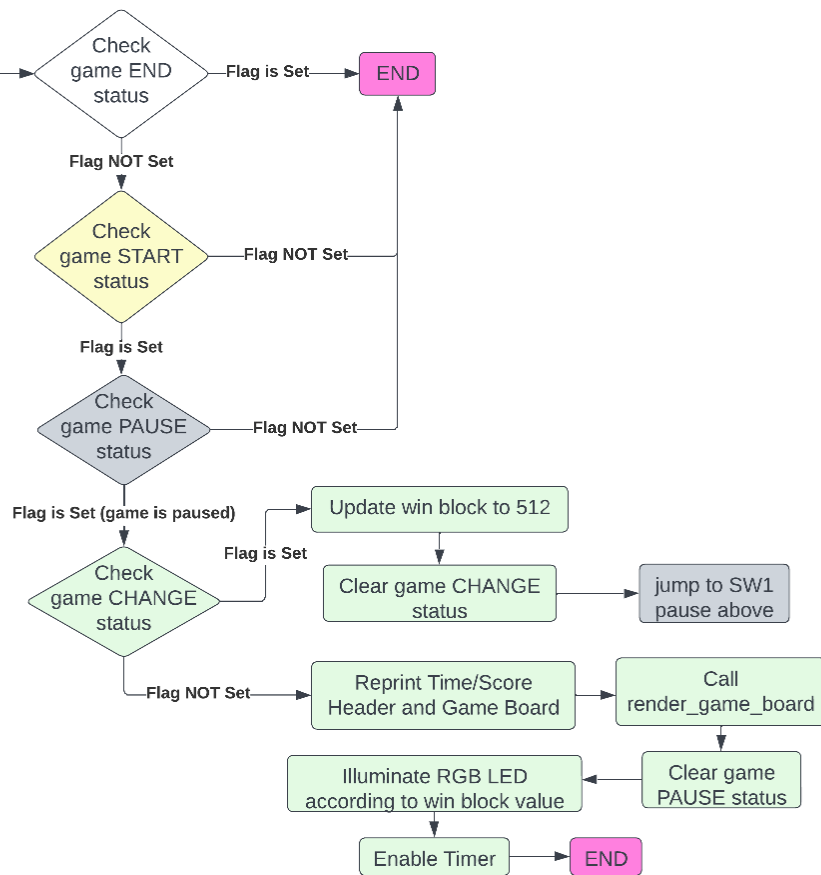 Check
game END
status
Flag is Set
END
Flag NOT Set
Check
game START
status
Flag NOT Set
Flag is Set
Check
game PAUSE
status
Flag NOT Set
Flag is Set (game is paused)
Check
game CHANGE
status
Flag is Set
Update win block to 512
Clear game CHANGE
status
jump to SW1
pause above
Flag NOT Set
Reprint Time/Score
Header and Game Board
Call
render_game_board
Clear game
PAUSE status
Illuminate RGB LED
according to win block value
Enable Timer
END